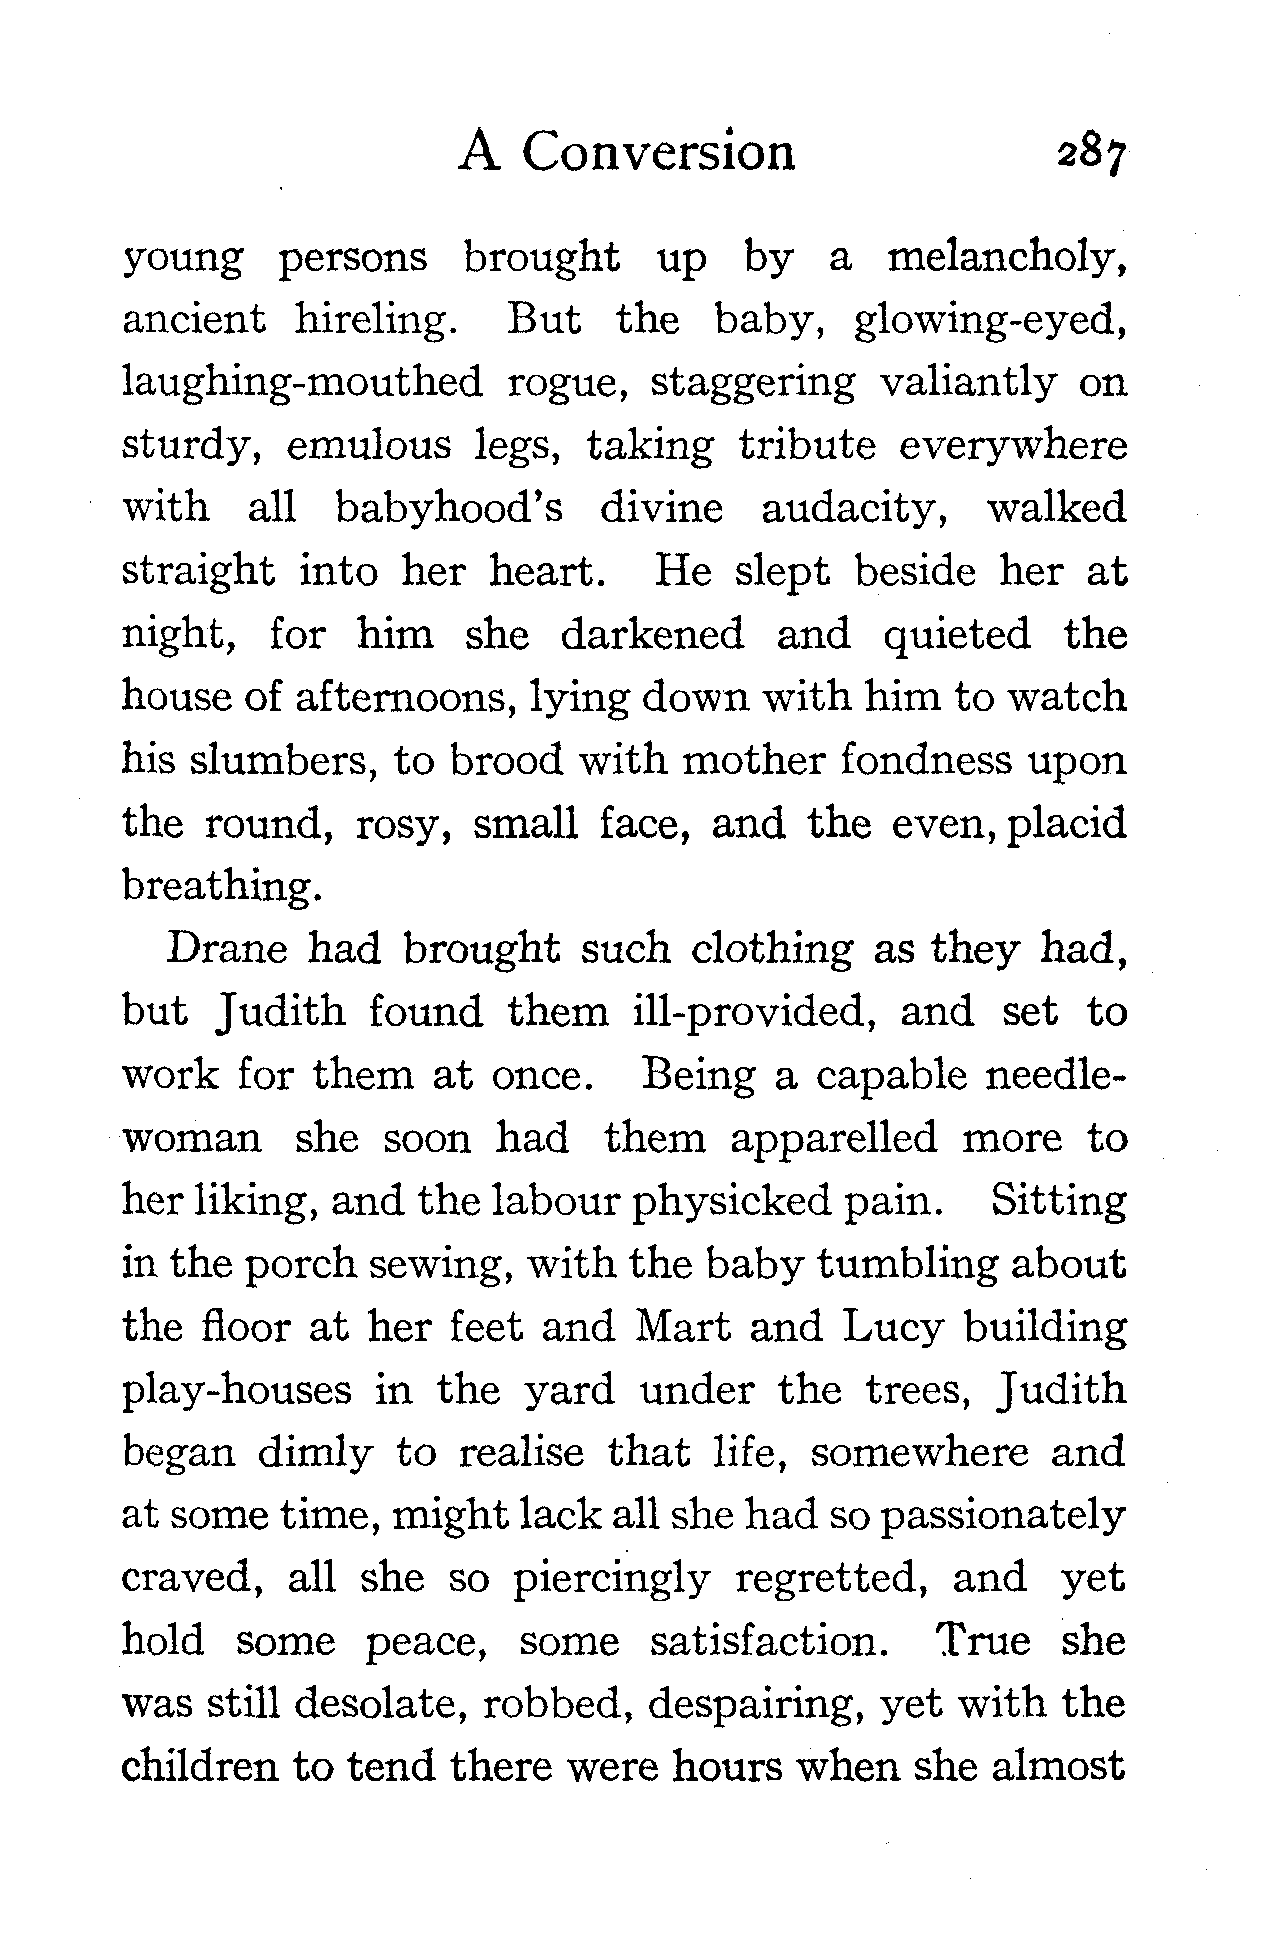 A Conversion 287
young persons brought up by a melancholy,
ancient hireling. But the baby, glowing-eyed,
laughing-mouthed rogue, staggering valiantly on
sturdy, emulous legs, taking tribute everywhere
with all babyhood's divine audacity, walked
straight into her heart. He slept beside her at
night, for him she darkened and quieted the
house of afternoons, lying down with him to watch
his slumbers, to brood with mother fondness upon
the round, rosy, small face, and the even, placid
breathing.
Drane had brought such clothing as they had,
but Judith found them ill-provided, and set to
work for them at once. Being a capable needle-
woman she soon had them apparelled more to
her liking, and the labour physicked pain. Sitting
in the porch sewing, with the baby tumbling about
the floor at her feet and Mart and Lucy building
play-houses in the yard under the trees, Judith
began dimly to realise that life, somewhere and
at some time, might lack all she had so passionately
craved, all she so piercingly regretted, and yet
hold some peace, some satisfaction. True she
was still desolate, robbed, despairing, yet with the
children to tend there were hours when she almost